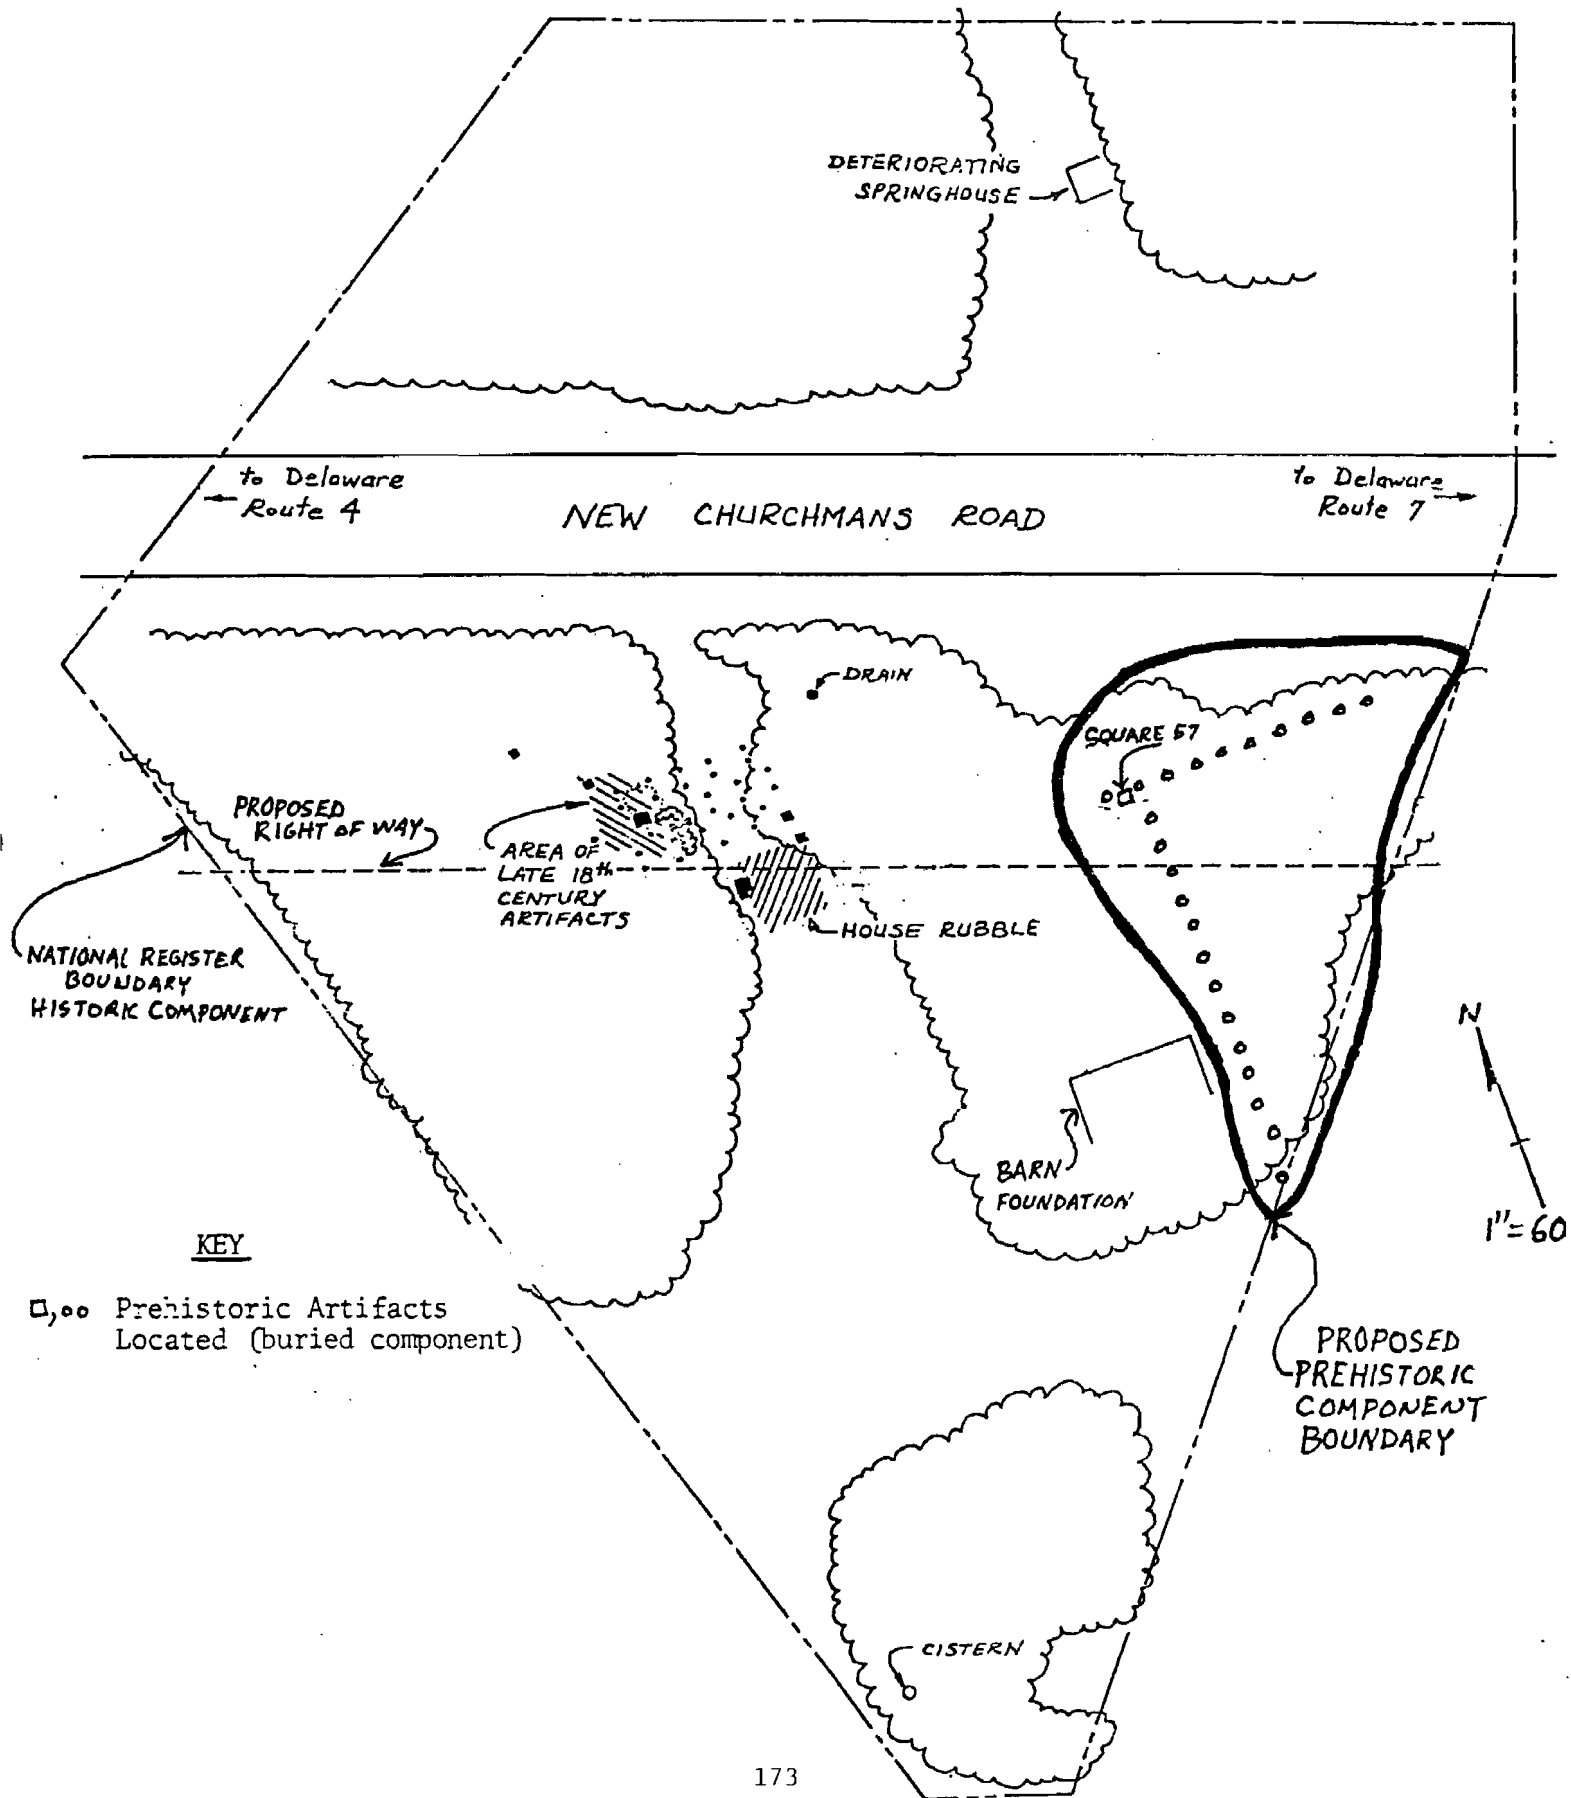 DETERIORATING
SPRINGHOUSE
to Delaware
Route 4
NEW CHURCHMANS ROAD
to Delaware
Route 7
DRAIN
SQUARE 57
PROPOSED
RIGHT OF WAY
AREA OF
LATE 18th
CENTURY
ARTIFACTS
HOUSE RUBBLE
NATIONAL REGISTER
BOUNDARY
HISTORIC COMPONENT
N
1"=60
BARN
FOUNDATION
KEY
Prehistoric Artifacts
Located (buried component)
PROPOSED
PREHISTORIC
COMPONENT
BOUNDARY
CISTERN
173